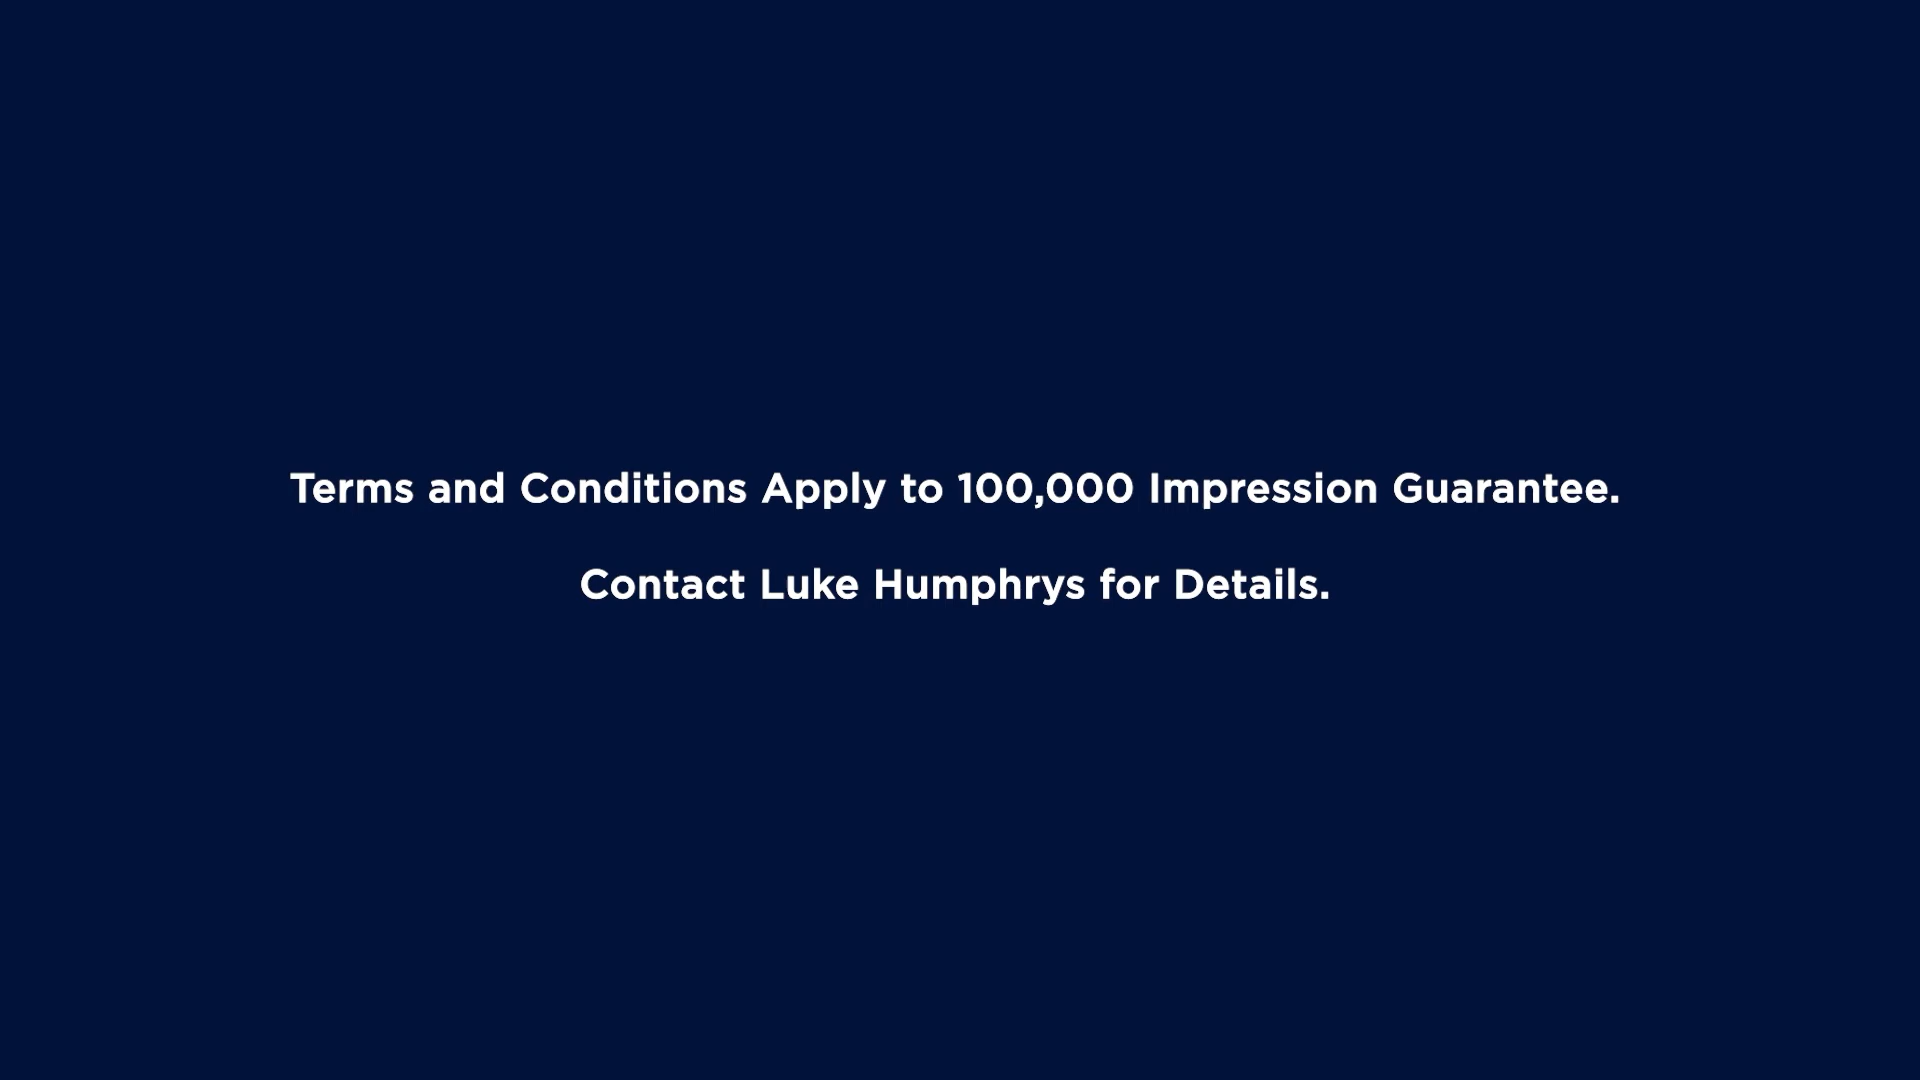 Terms and Conditions Apply to 100,000 Impression Guarantee.
Contact Luke Humphrys for Details.